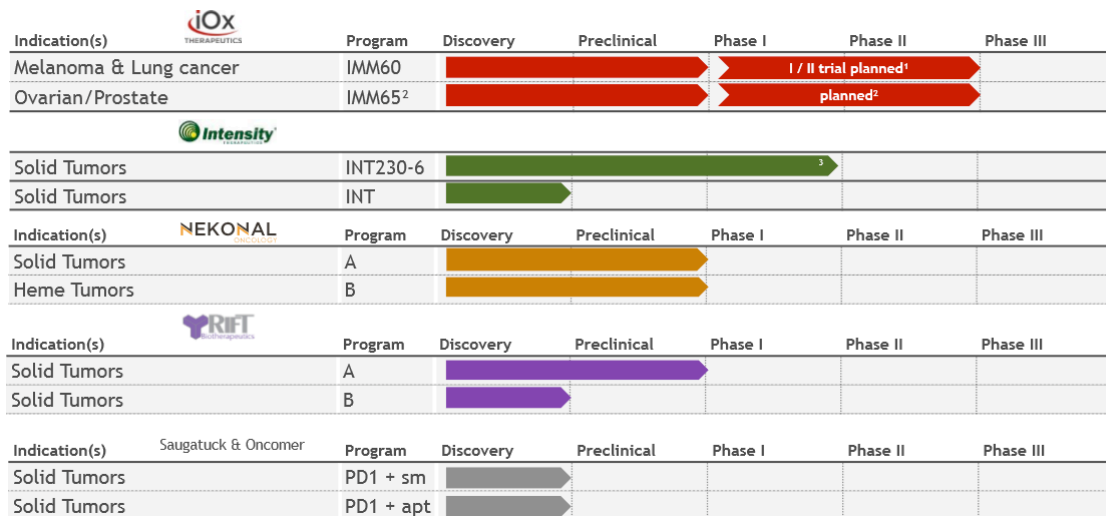 iOx
THERAPEUTICS
Indication(s) Program Discovery Preclinical Phase I Phase II Phase III
Melanoma & Lung cancer IMM60 I / II trial planned¹
Ovarian/Prostate IMM65² planned²
Intensity
THERAPEUTICS
Solid Tumors INT230-6 3
Solid Tumors INT
NEKONAL
ONCOLOGY
Indication(s) Program Discovery Preclinical Phase I Phase II Phase III
Solid Tumors A
Heme Tumors B
RIFT
Biotherapeutics
Indication(s) Program Discovery Preclinical Phase I Phase II Phase III
Solid Tumors A
Solid Tumors B
Saugatuck & Oncomer
Indication(s) Program Discovery Preclinical Phase I Phase II Phase III
Solid Tumors PD1 + sm
Solid Tumors PD1 + apt